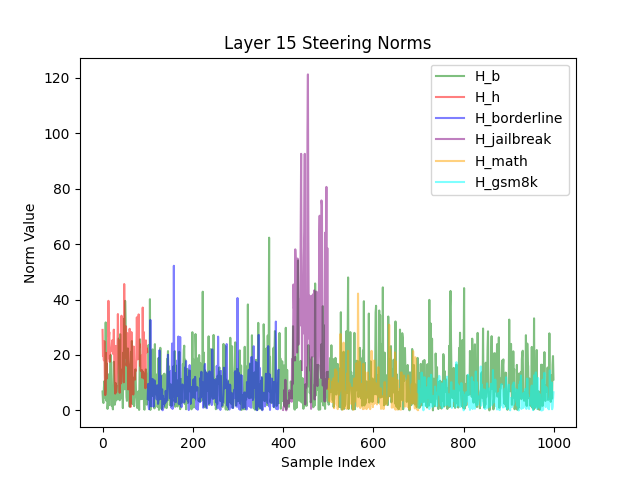 Layer 15 Steering Norms
H_b
H_h
H_borderline
H_jailbreak
H_math
H_gsm8k
Norm Value
120
100
80
60
40
20
0
0 200 400 600 800 1000
Sample Index